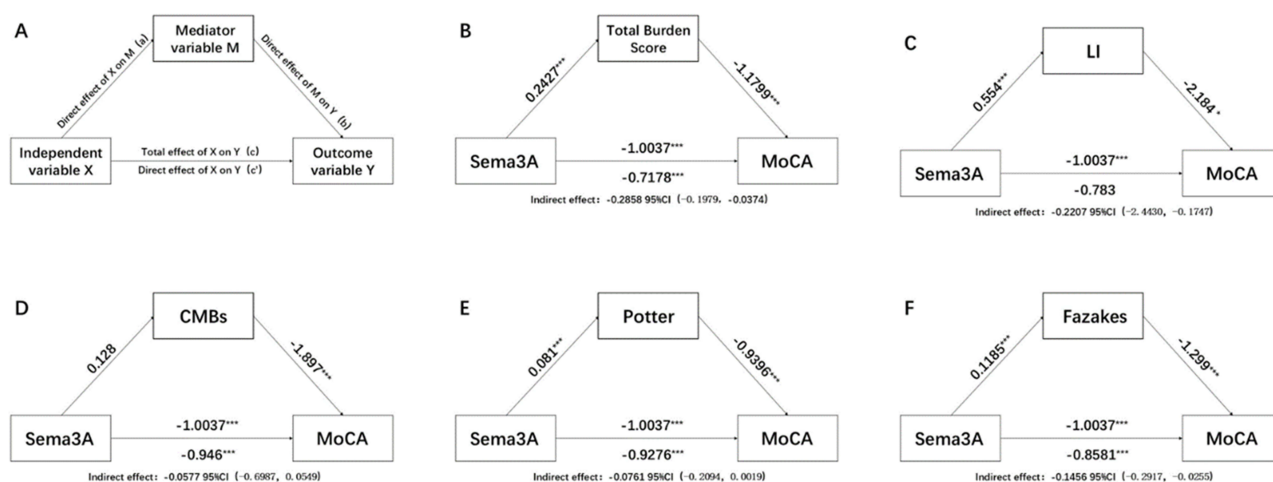 A
Mediator
variable M
Direct effect of X on M (a)
Direct effect of M on Y (b)
Independent
variable X
Total effect of X on Y (c)
Direct effect of X on Y (c')
Outcome
variable Y
B
Total Burden
Score
0.2427***
-1.1799***
Sema3A
-1.0037***
-0.7178***
MoCA
Indirect effect: -0.2858 95%CI (-0.1979, -0.0374)
C
LI
0.554***
-2.184*
Sema3A
-1.0037***
-0.783
MoCA
Indirect effect: -0.2207 95%CI (-2.4430, -0.1747)
D
CMBs
0.128
-1.897***
Sema3A
-1.0037***
-0.946***
MoCA
Indirect effect: -0.0577 95%CI (-0.6987, 0.0549)
E
Potter
0.081***
-0.9396***
Sema3A
-1.0037***
-0.9276***
MoCA
Indirect effect: -0.0761 95%CI (-0.2094, 0.0019)
F
Fazakes
0.1185***
-1.299***
Sema3A
-1.0037***
-0.8581***
MoCA
Indirect effect: -0.1456 95%CI (-0.2917, -0.0255)